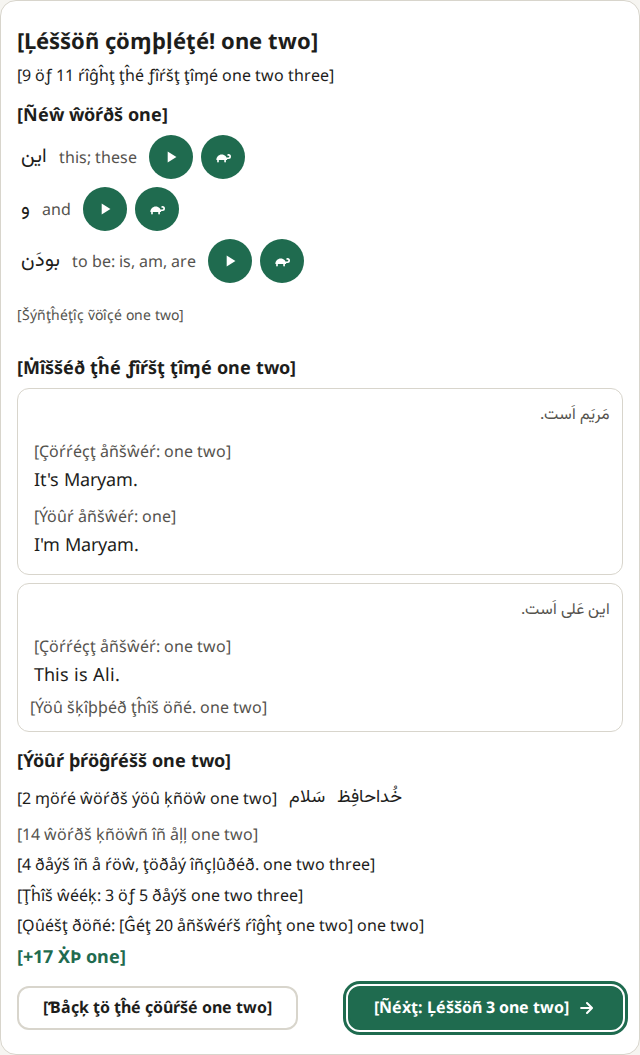 [Ļéššöñ çöɱþļéţé! one two]
[9 öƒ 11 ŕîĝĥţ ţĥé ƒîŕšţ ţîɱé one two three]
[Ñéŵ ŵöŕðš one]
این this; these
و and
بودَن to be: is, am, are
[Šýñţĥéţîç ṽöîçé one two]
[Ṁîššéð ţĥé ƒîŕšţ ţîɱé one two]
مَریَم اَست.
[Çöŕŕéçţ åñšŵéŕ: one two]
It's Maryam.
[Ýöûŕ åñšŵéŕ: one]
I'm Maryam.
این عَلی اَست.
[Çöŕŕéçţ åñšŵéŕ: one two]
This is Ali.
[Ýöû šķîþþéð ţĥîš öñé. one two]
[Ýöûŕ þŕöĝŕéšš one two]
[2 ɱöŕé ŵöŕðš ýöû ķñöŵ one two] سَلام خُداحافِظ
[14 ŵöŕðš ķñöŵñ îñ åļļ one two]
[4 ðåýš îñ å ŕöŵ, ţöðåý îñçļûðéð. one two three]
[Ţĥîš ŵééķ: 3 öƒ 5 ðåýš one two three]
[Ǫûéšţ ðöñé: [Ĝéţ 20 åñšŵéŕš ŕîĝĥţ one two] one two]
[+17 ẊÞ one]
[Ɓåçķ ţö ţĥé çöûŕšé one two]
[Ñéẋţ: Ļéššöñ 3 one two] →